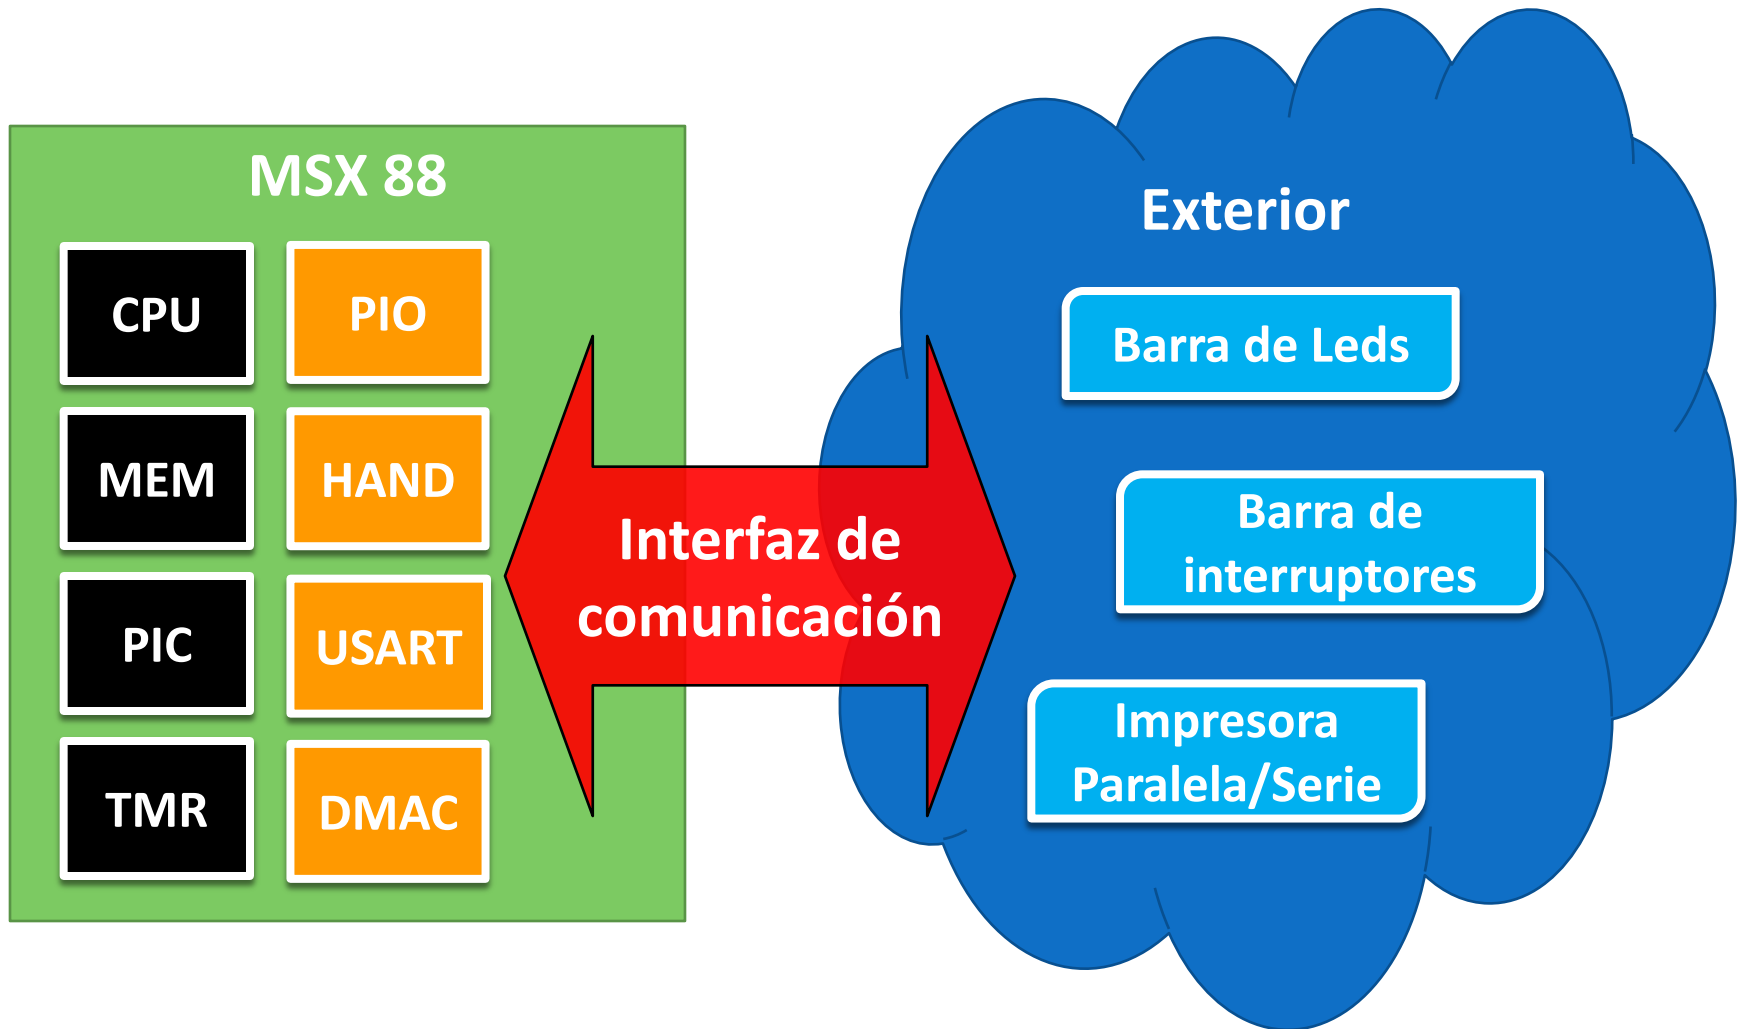 MSX 88
CPU
PIO
MEM
HAND
PIC
USART
TMR
DMAC
Interfaz de
comunicación
Exterior
Barra de Leds
Barra de
interruptores
Impresora
Paralela/Serie